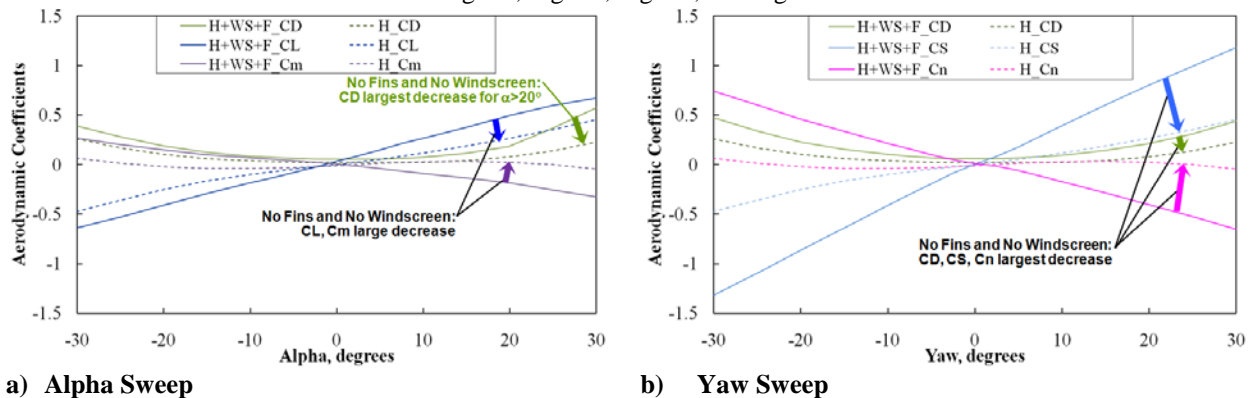 H+WS+F_CD
H_CD
H+WS+F_CL
H_CL
H+WS+F_Cm
H_Cm
No Fins and No Windscreen:
CD largest decrease for α>20°
No Fins and No Windscreen:
CL, Cm large decrease
Aerodynamic Coefficients
1.5
1
0.5
0
-0.5
-1
-1.5
-30
-20
-10
0
10
20
30
Alpha, degrees
a) Alpha Sweep
H+WS+F_CD
H_CD
H+WS+F_CS
H_CS
H+WS+F_Cn
H_Cn
No Fins and No Windscreen:
CD, CS, Cn largest decrease
Aerodynamic Coefficients
1.5
1
0.5
0
-0.5
-1
-1.5
-30
-20
-10
0
10
20
30
Yaw, degrees
b) Yaw Sweep